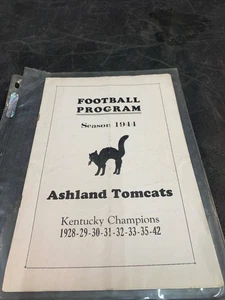 FOOTBALL
PROGRAM
Season 1944
Ashland Tomcats
Kentucky Champions
1928-29-30-31-32-33-35-42